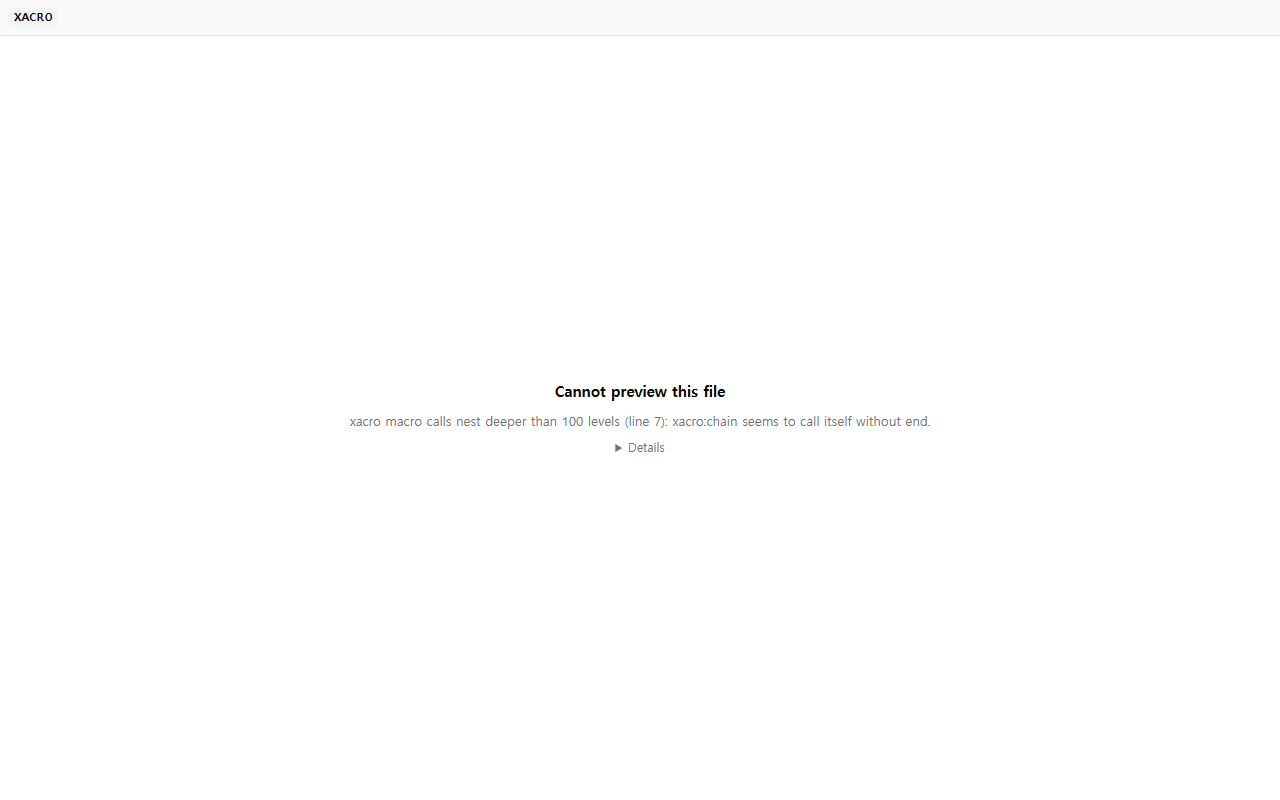 XACRO
Cannot preview this file
xacro macro calls nest deeper than 100 levels (line 7): xacro:chain seems to call itself without end.
▶ Details